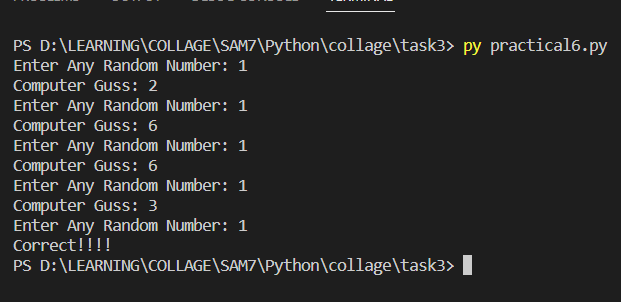 TERMINAL
PS D:\LEARNING\COLLAGE\SAM7\Python\collage\task3> py practical6.py
Enter Any Random Number: 1
Computer Guss: 2
Enter Any Random Number: 1
Computer Guss: 6
Enter Any Random Number: 1
Computer Guss: 6
Enter Any Random Number: 1
Computer Guss: 3
Enter Any Random Number: 1
Correct!!!!
PS D:\LEARNING\COLLAGE\SAM7\Python\collage\task3>